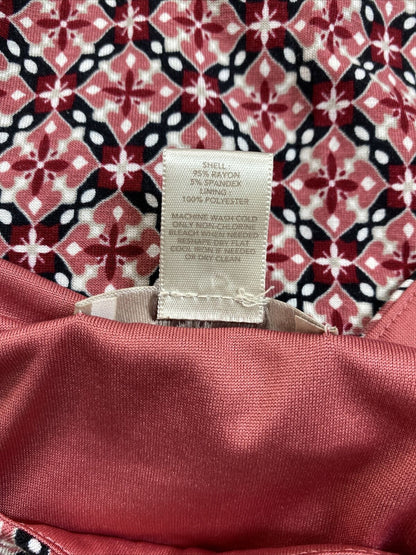 SHELL:
95% RAYON
5% SPANDEX
LINING:
100% POLYESTER
MACHINE WASH COLD
ONLY NON-CHLORINE
BLEACH WHEN NEEDED
RESHAPE DRY FLAT
COOL IRON IF NEEDED
OR DRY CLEAN